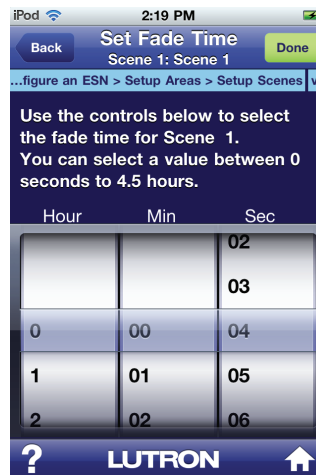 iPod 2:19 PM
Back Set Fade Time Done
Scene 1: Scene 1
...figure an ESN > Setup Areas > Setup Scenes
Use the controls below to select
the fade time for Scene 1.
You can select a value between 0
seconds to 4.5 hours.
Hour Min Sec
02
03
0 00 04
1 01 05
2 02 06
? LUTRON